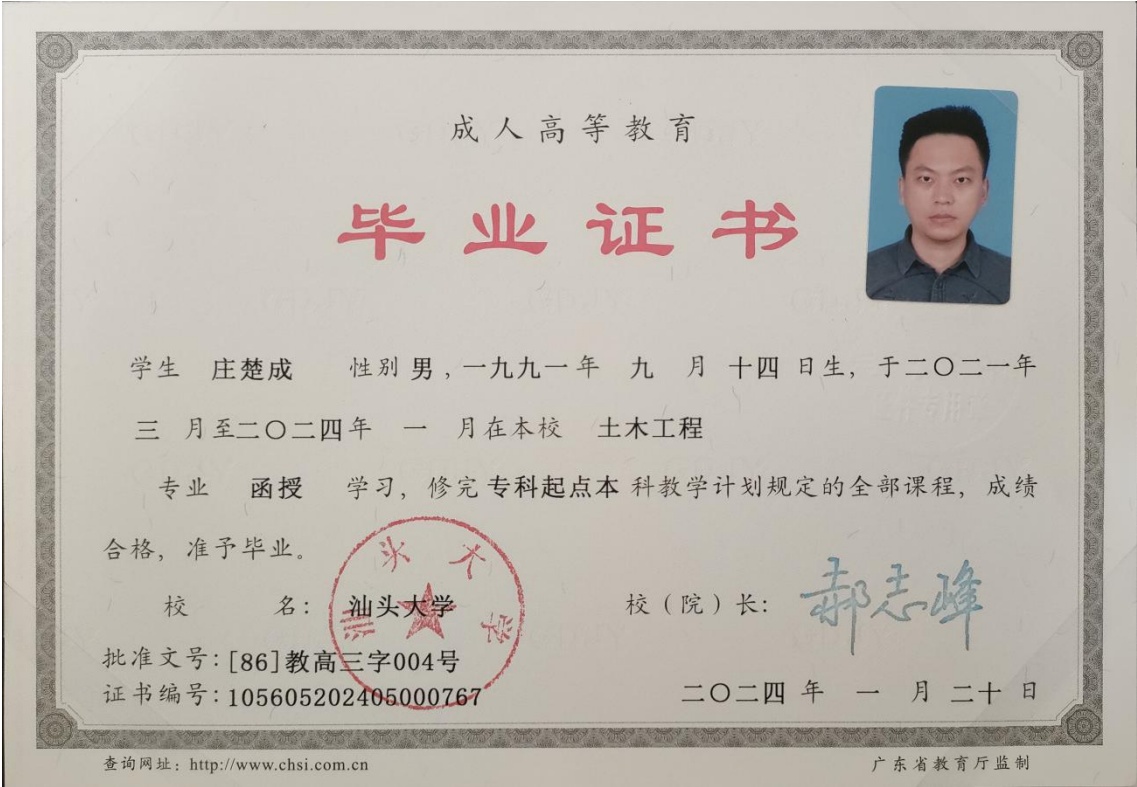 成人高等教育
毕业证书
学生 庄楚成 性别 男，一九九一年 九 月 十四 日生，于二〇二一年
三 月至二〇二四年 一 月在本校 土木工程
专业 函授 学习，修完 专科起点本 科教学计划规定的全部课程，成绩
合格，准予毕业。
校 名：汕头大学
汕头大学
校（院）长：郝志峰
批准文号：[86]教高三字004号
证书编号：105605202405000767
二〇二四 年 一 月 二十 日
查询网址：http://www.chsi.com.cn
广东省教育厅监制